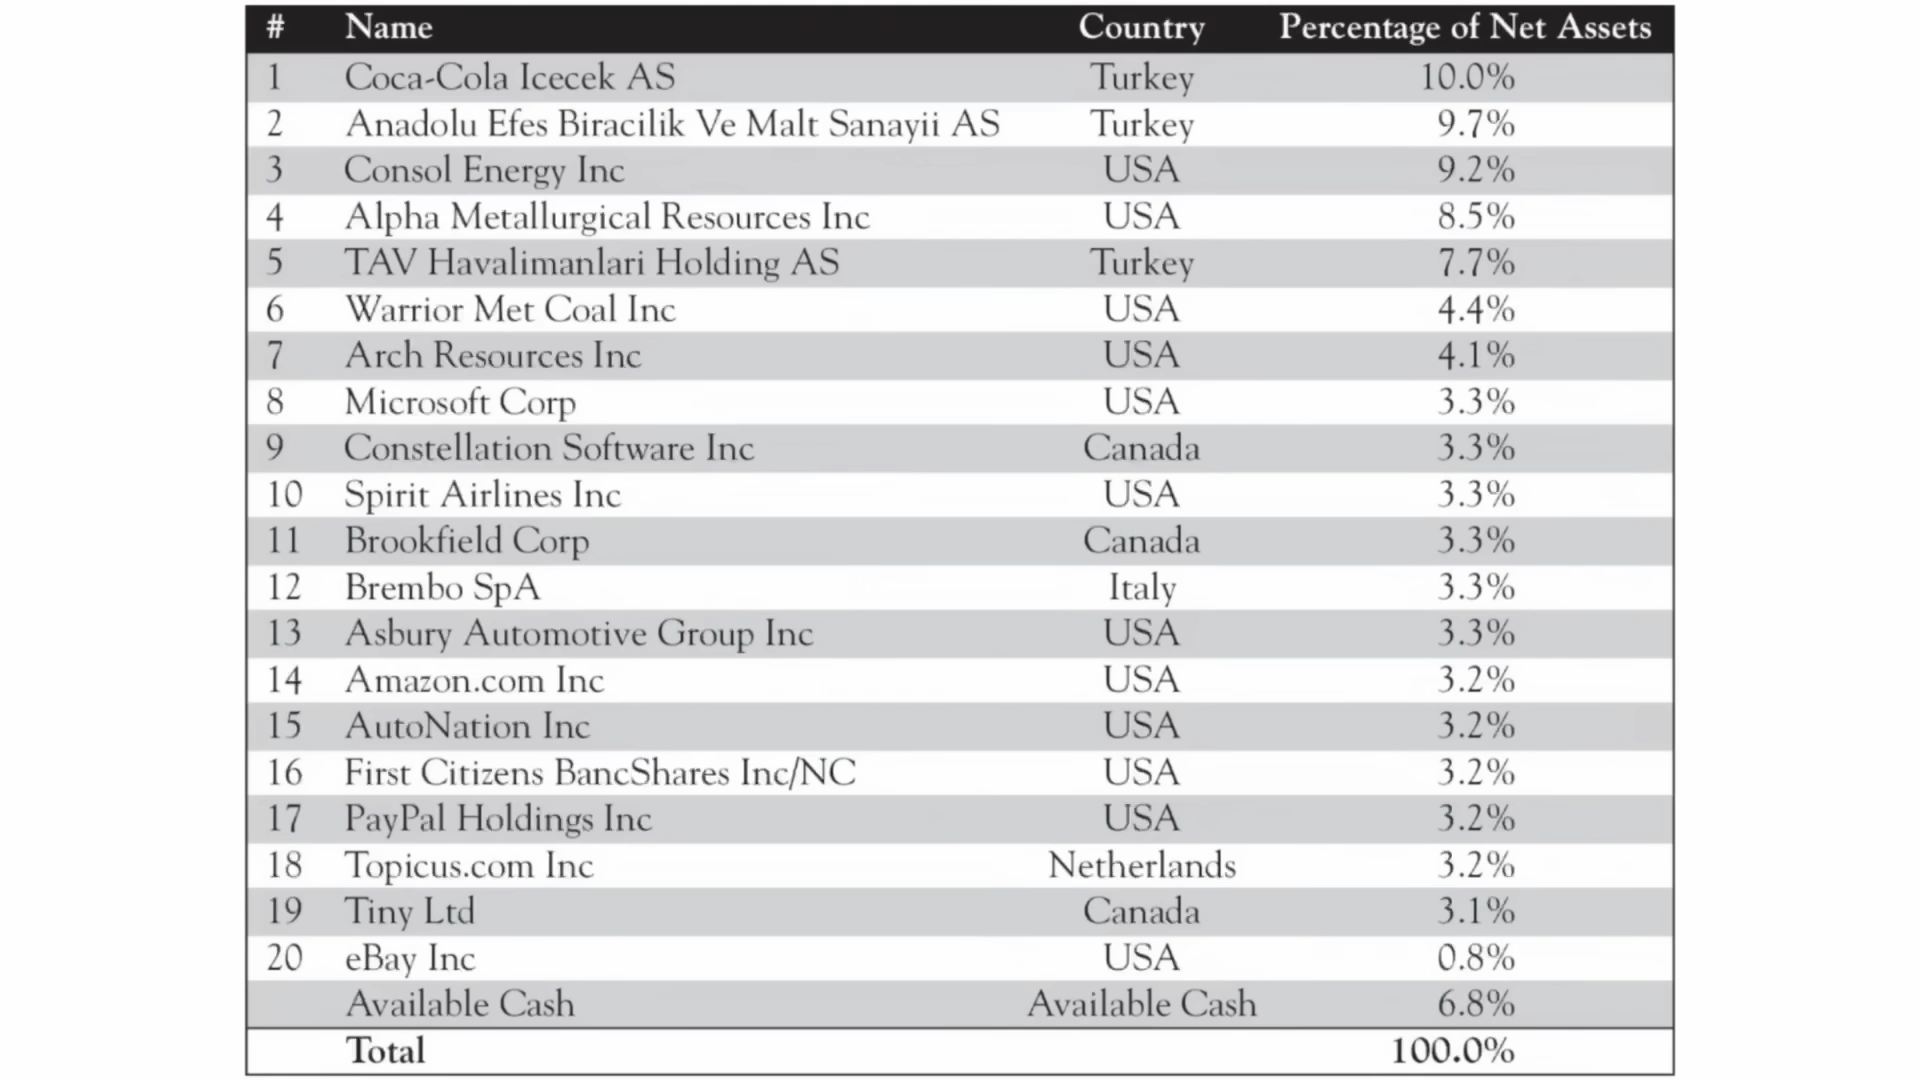 # Name Country Percentage of Net Assets
1 Coca-Cola Icecek AS Turkey 10.0%
2 Anadolu Efes Biracilik Ve Malt Sanayii AS Turkey 9.7%
3 Consol Energy Inc USA 9.2%
4 Alpha Metallurgical Resources Inc USA 8.5%
5 TAV Havalimanlari Holding AS Turkey 7.7%
6 Warrior Met Coal Inc USA 4.4%
7 Arch Resources Inc USA 4.1%
8 Microsoft Corp USA 3.3%
9 Constellation Software Inc Canada 3.3%
10 Spirit Airlines Inc USA 3.3%
11 Brookfield Corp Canada 3.3%
12 Brembo SpA Italy 3.3%
13 Asbury Automotive Group Inc USA 3.3%
14 Amazon.com Inc USA 3.2%
15 AutoNation Inc USA 3.2%
16 First Citizens BancShares Inc/NC USA 3.2%
17 PayPal Holdings Inc USA 3.2%
18 Topicus.com Inc Netherlands 3.2%
19 Tiny Ltd Canada 3.1%
20 eBay Inc USA 0.8%
Available Cash Available Cash 6.8%
Total 100.0%